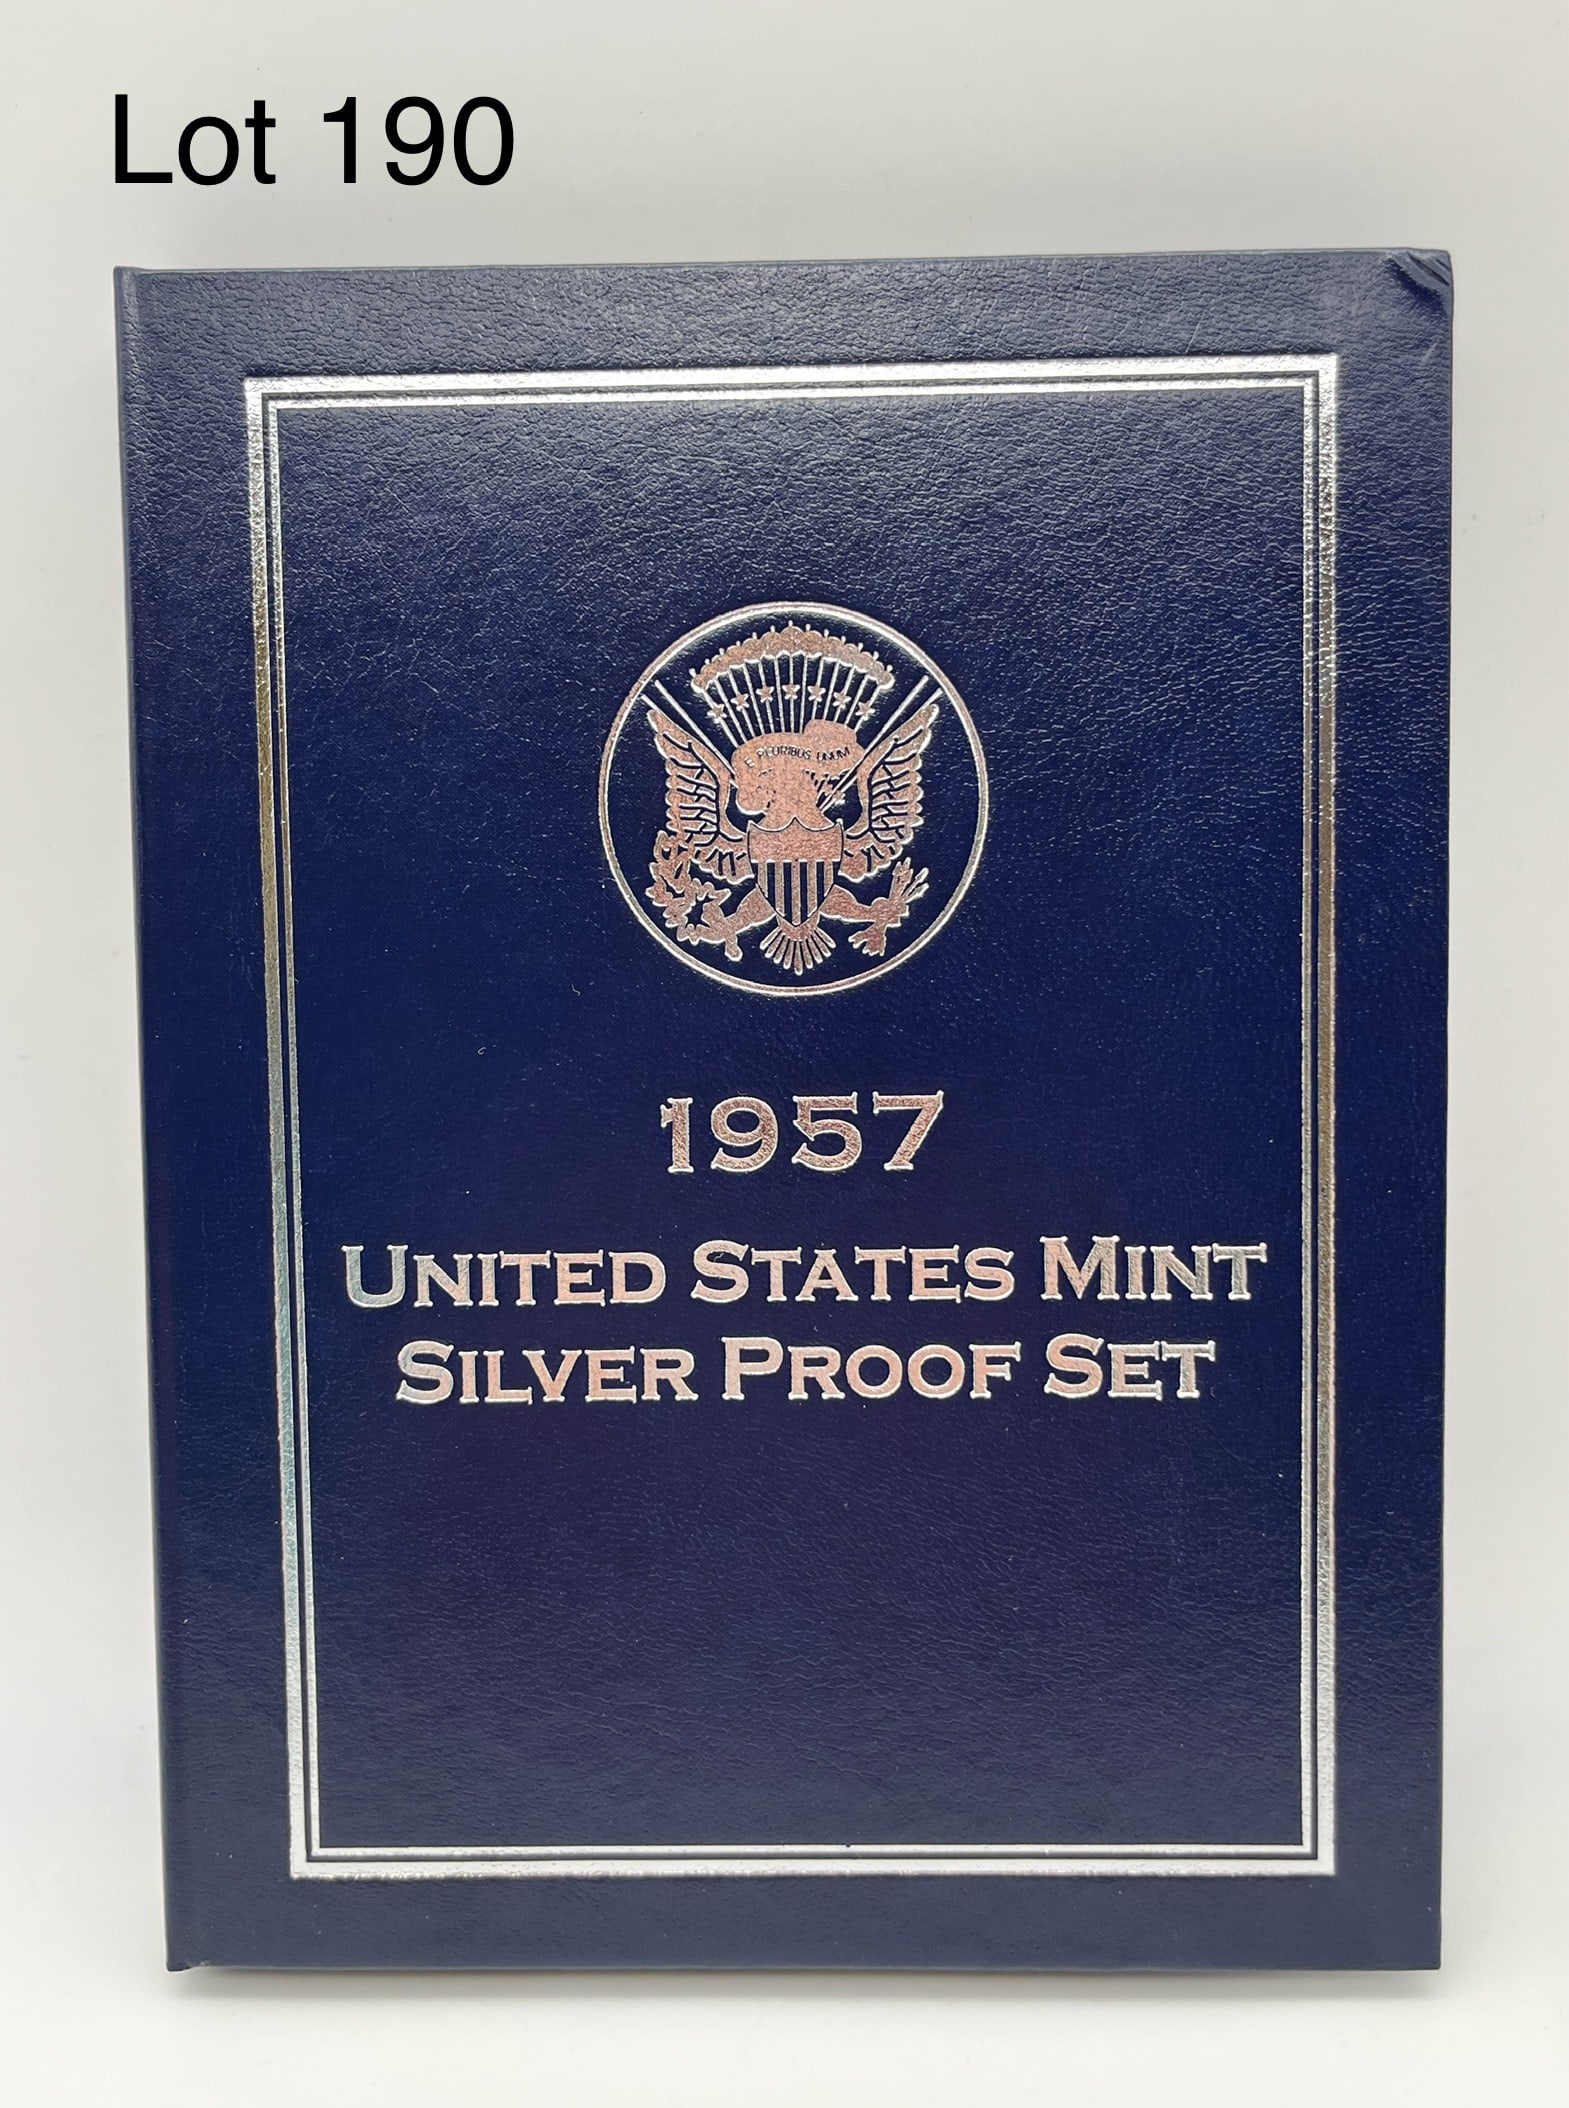 Lot 190
E PLURIBUS UNUM
1957
UNITED STATES MINT
SILVER PROOF SET